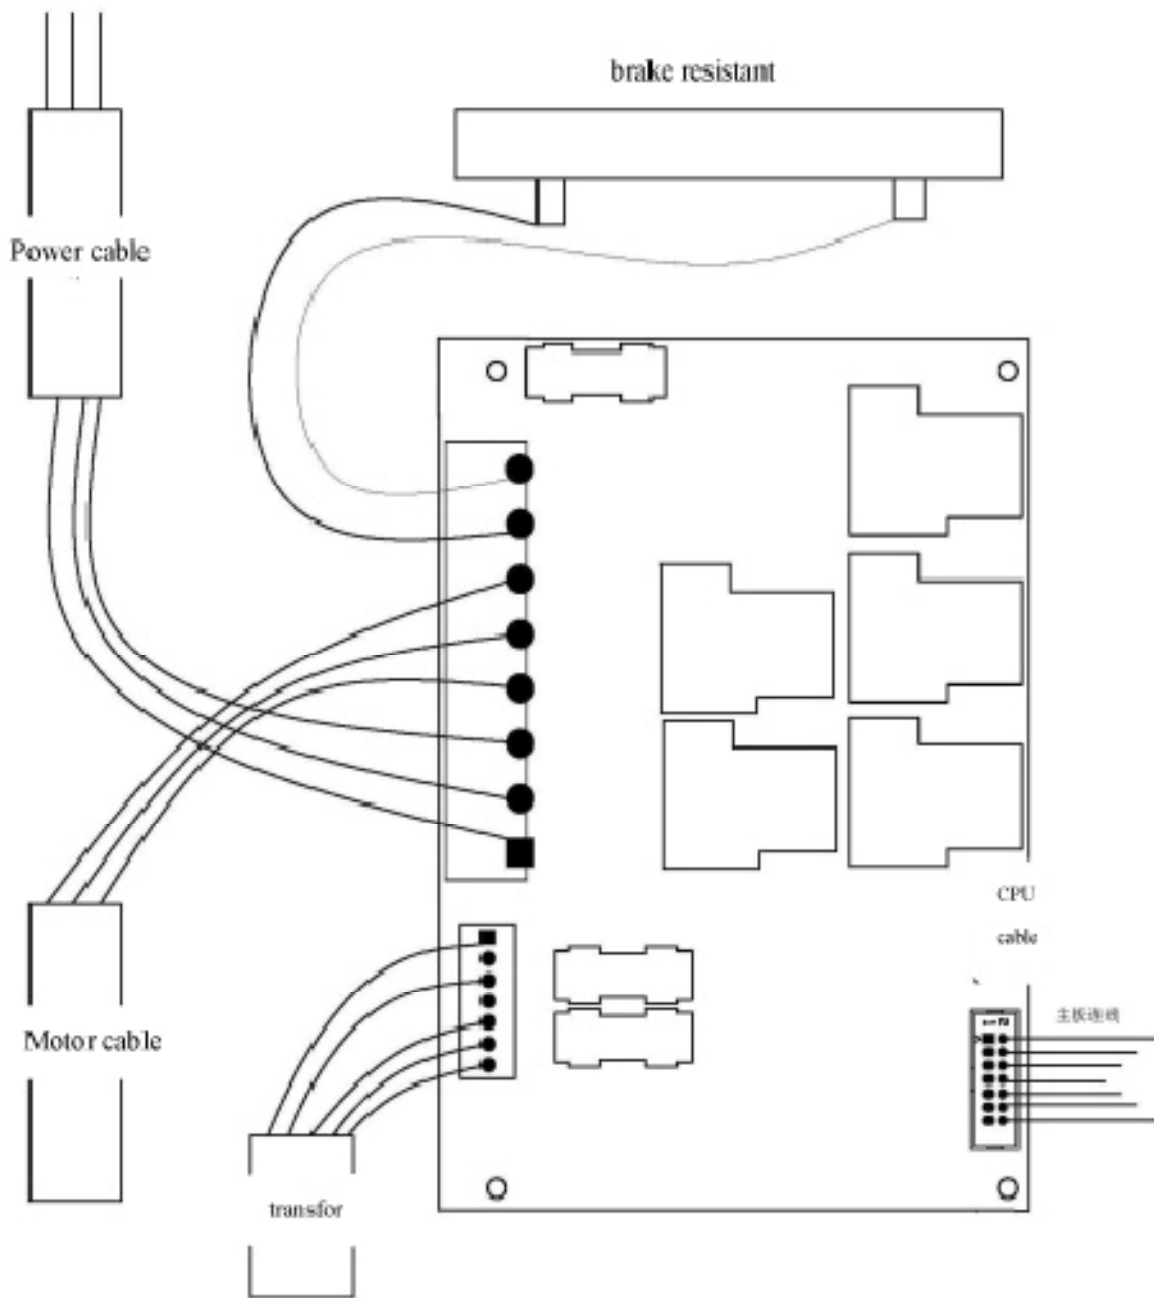 brake resistant
Power cable
CPU
cable
主板连线
Motor cable
transfor